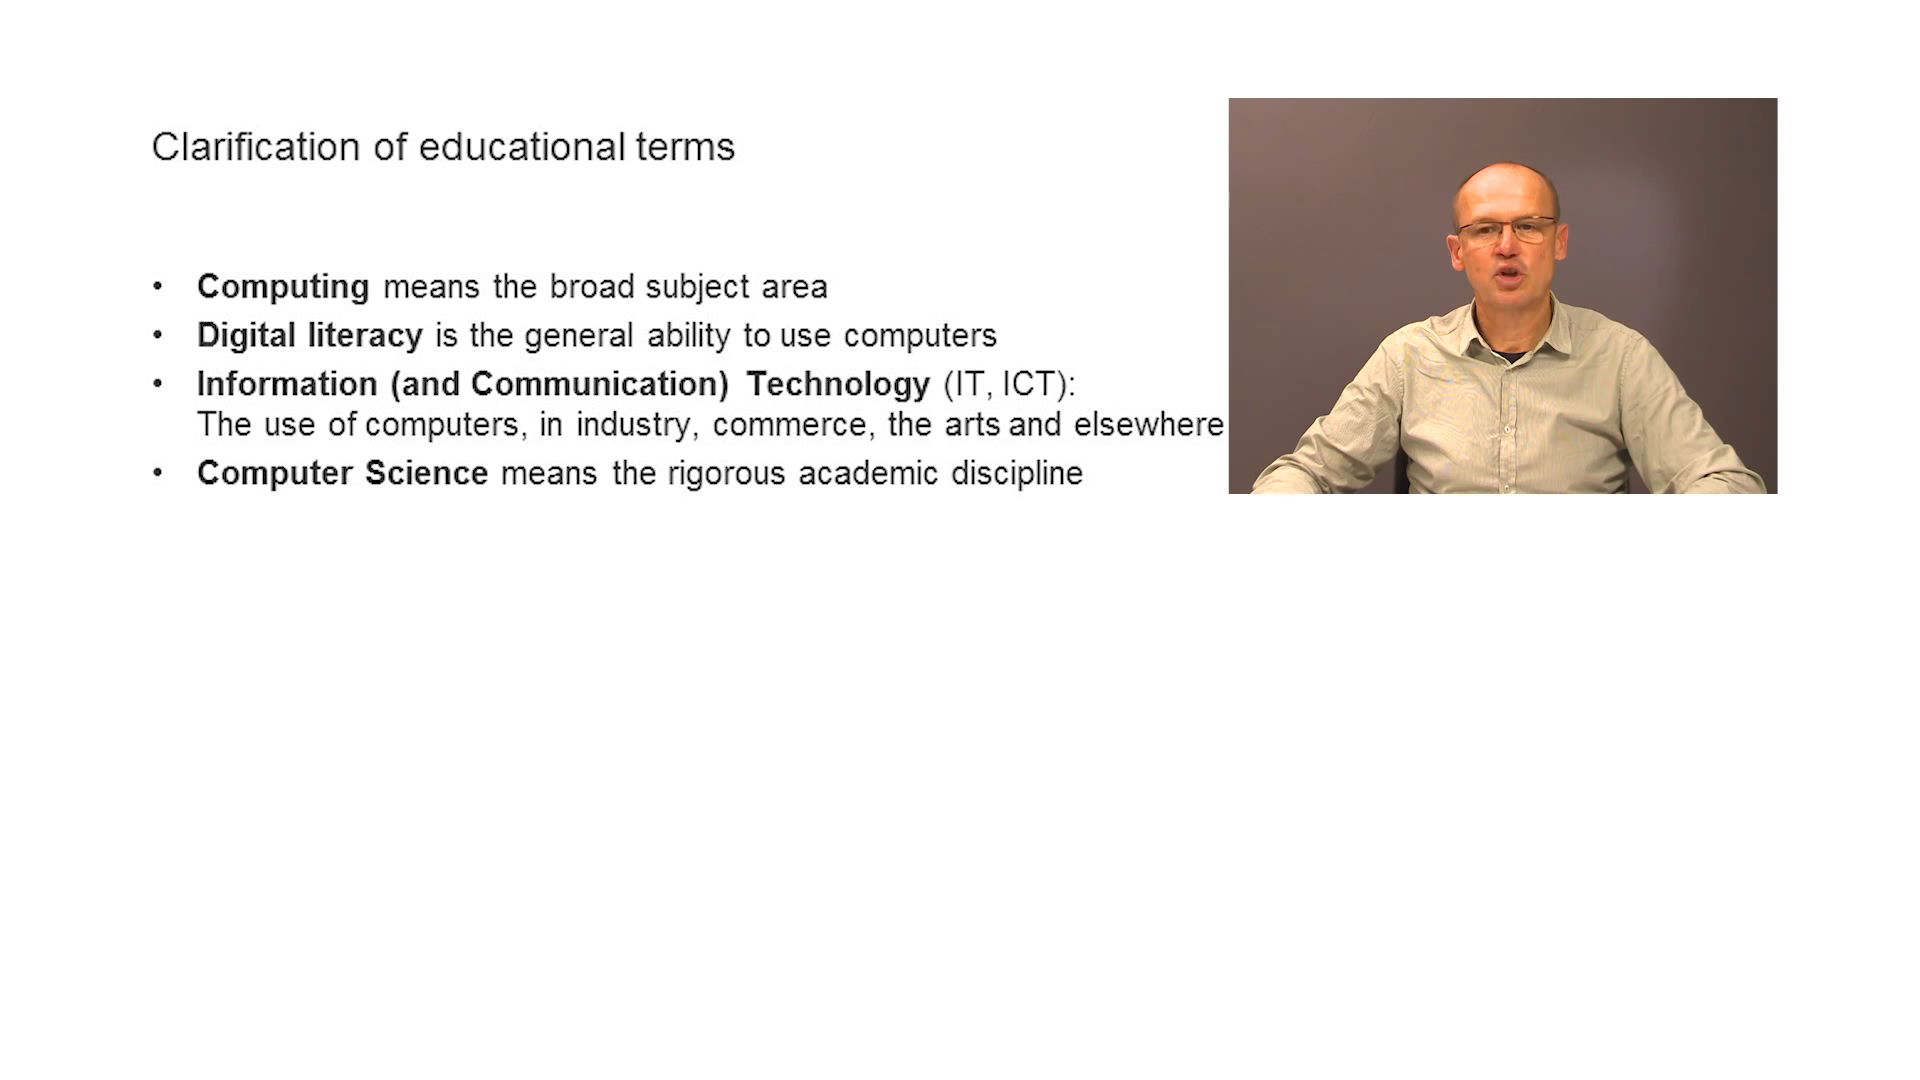 Clarification of educational terms
• Computing means the broad subject area
• Digital literacy is the general ability to use computers
• Information (and Communication) Technology (IT, ICT):
The use of computers, in industry, commerce, the arts and elsewhere
• Computer Science means the rigorous academic discipline